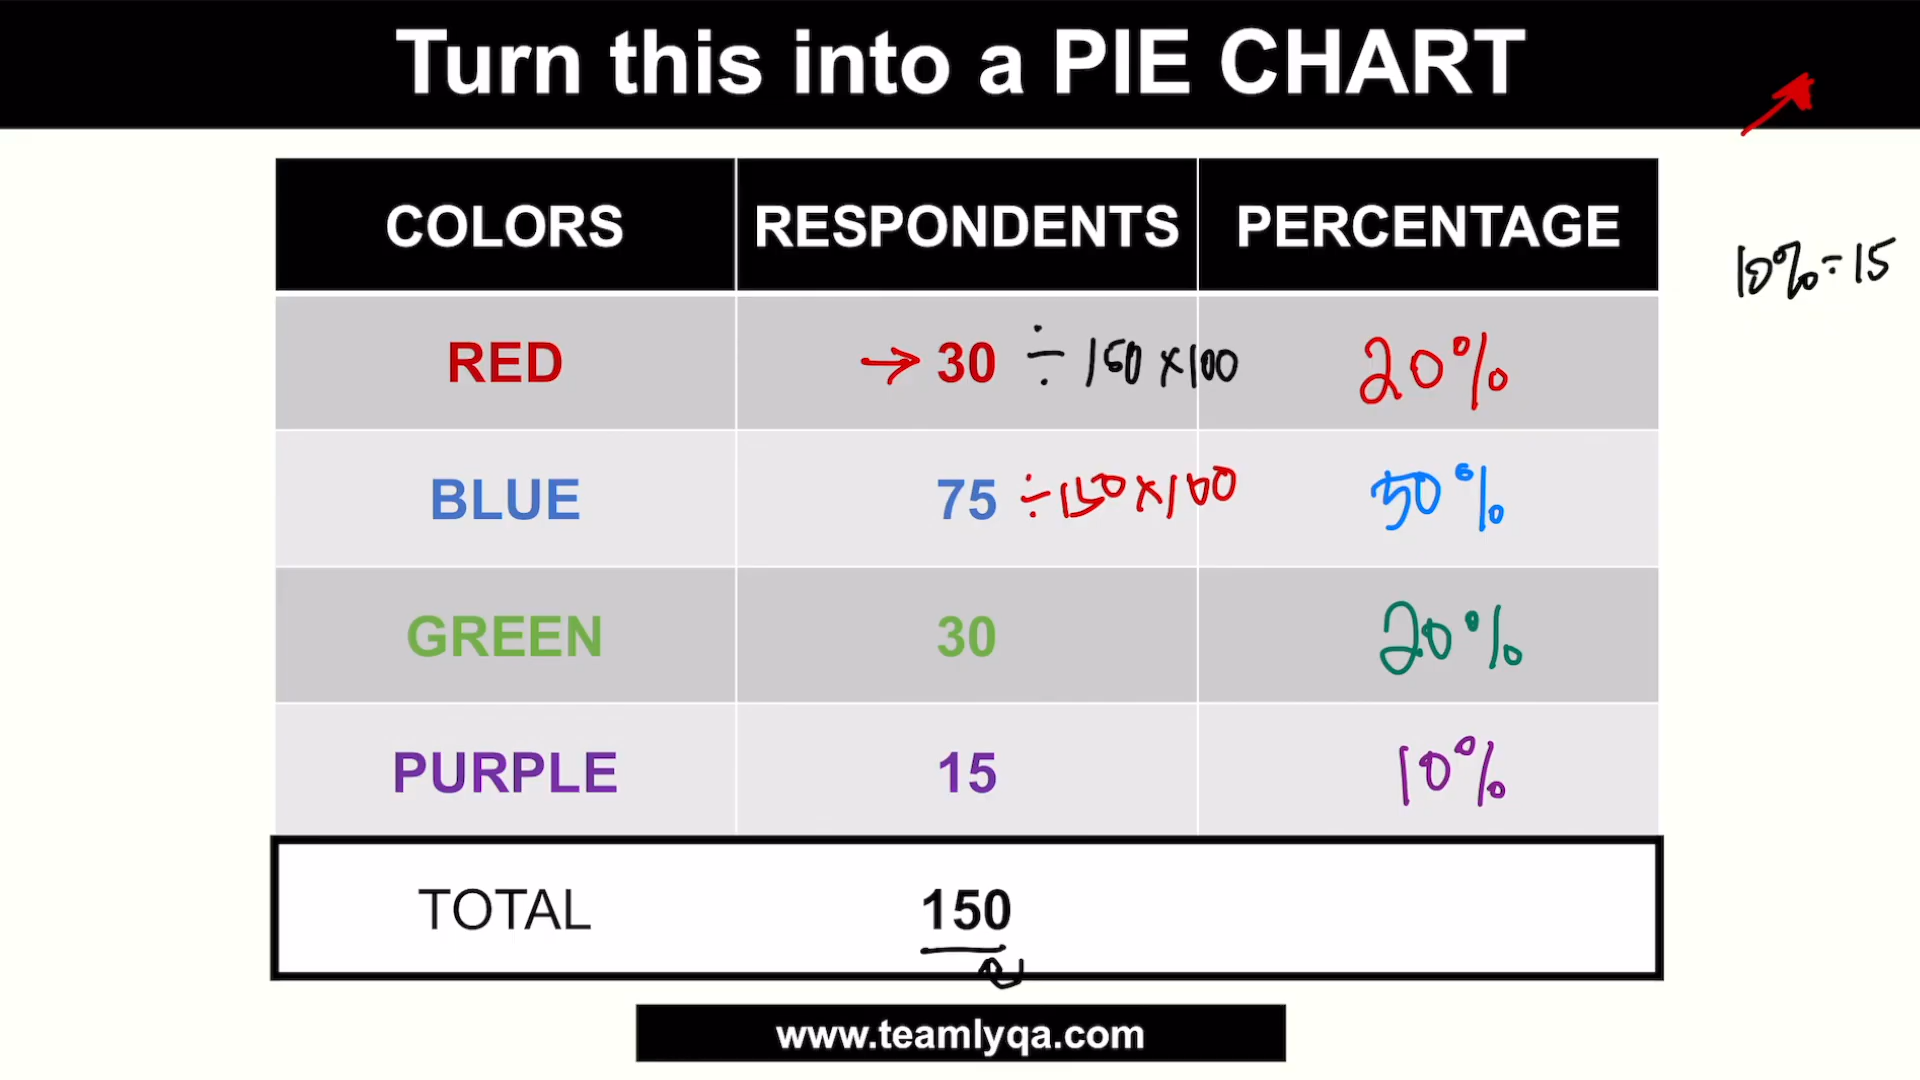 Turn this into a PIE CHART
COLORS RESPONDENTS PERCENTAGE
10% = 15
RED → 30 ÷ 150 x 100 20%
BLUE 75 ÷ 150 x 100 50%
GREEN 30 20%
PURPLE 15 10%
TOTAL 150
www.teamlyqa.com